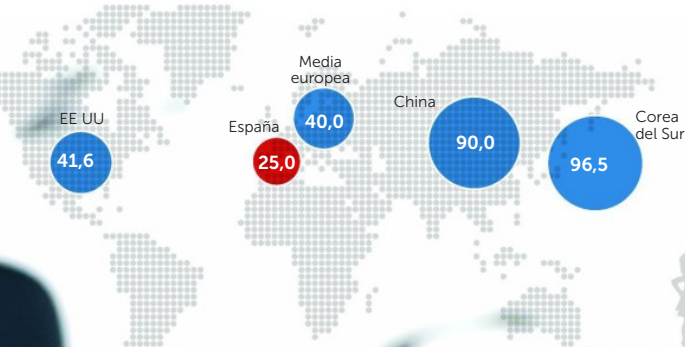 Media
europea
40,0
China
90,0
Corea
del Sur
96,5
EE UU
41,6
España
25,0